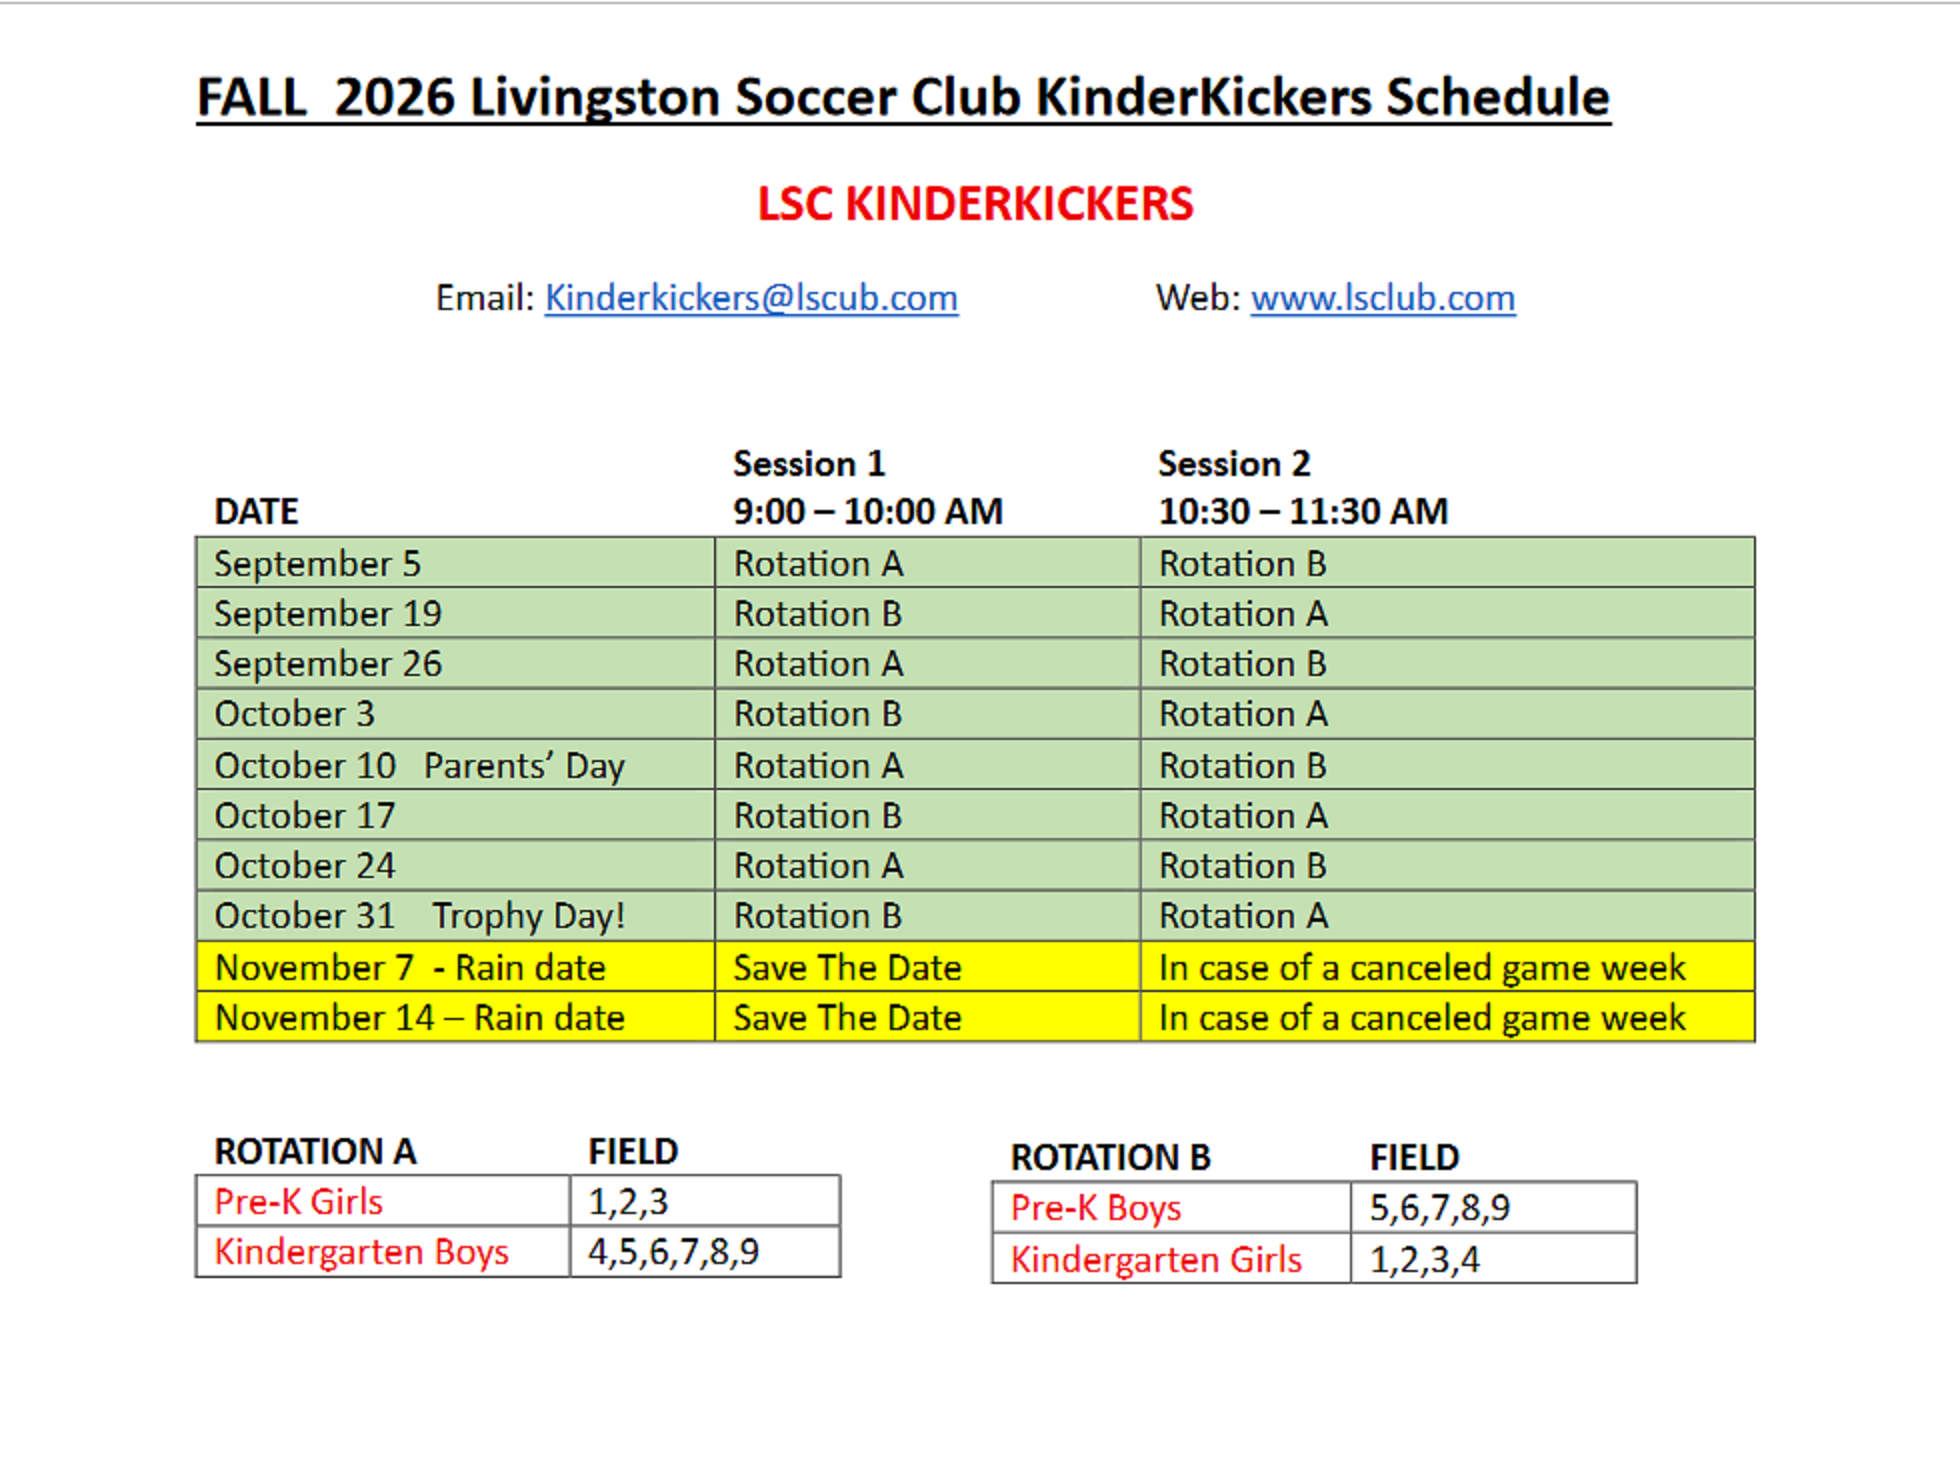 FALL  2026 Livingston Soccer Club KinderKickers Schedule
LSC KINDERKICKERS
Email: Kinderkickers@lscub.com Web: www.lsclub.com
Session 1 Session 2
DATE 9:00 – 10:00 AM 10:30 – 11:30 AM
September 5 Rotation A Rotation B
September 19 Rotation B Rotation A
September 26 Rotation A Rotation B
October 3 Rotation B Rotation A
October 10 Parents’ Day Rotation A Rotation B
October 17 Rotation B Rotation A
October 24 Rotation A Rotation B
October 31 Trophy Day! Rotation B Rotation A
November 7 - Rain date Save The Date In case of a canceled game week
November 14 – Rain date Save The Date In case of a canceled game week
ROTATION A FIELD
Pre-K Girls 1,2,3
Kindergarten Boys 4,5,6,7,8,9
ROTATION B FIELD
Pre-K Boys 5,6,7,8,9
Kindergarten Girls 1,2,3,4